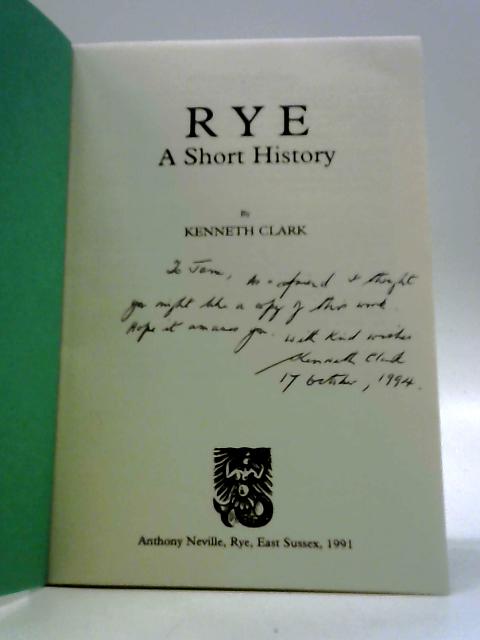 RYE
A Short History
By
KENNETH CLARK
To Jane, As a friend I thought
you might like a copy of this work.
Hope it amuses you. With Kind wishes
Kenneth Clark
17 October, 1994.
Anthony Neville, Rye, East Sussex, 1991